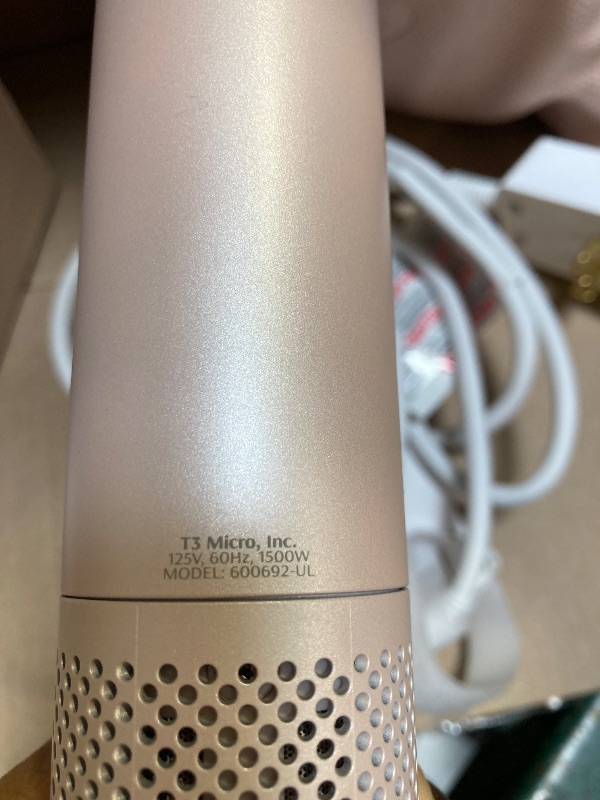 T3 Micro, Inc.
125V, 60Hz, 1500W
MODEL: 600692-UL